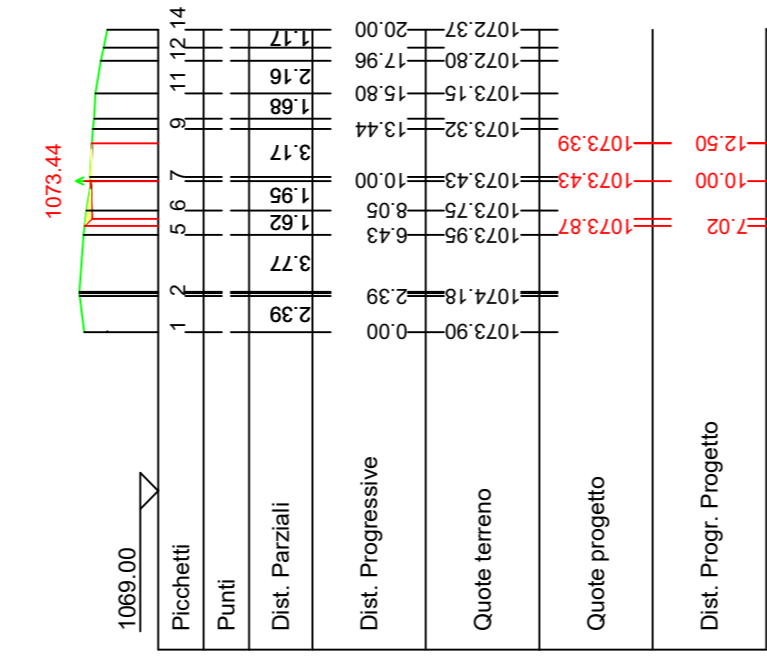 1073.44
1069.00
Picchetti
1 2 5 6 7 9 11 12 14
Punti
Dist. Parziali
2.39 3.77 1.62 1.95 3.17 1.68 2.16 1.17
Dist. Progressive
0.00 2.39 6.43 8.05 10.00 13.44 15.80 17.96 20.00
Quote terreno
1073.90 1074.18 1073.95 1073.75 1073.43 1073.32 1073.15 1072.80 1072.37
Quote progetto
1073.87 1073.43 1073.39
Dist. Progr. Progetto
7.02 10.00 12.50